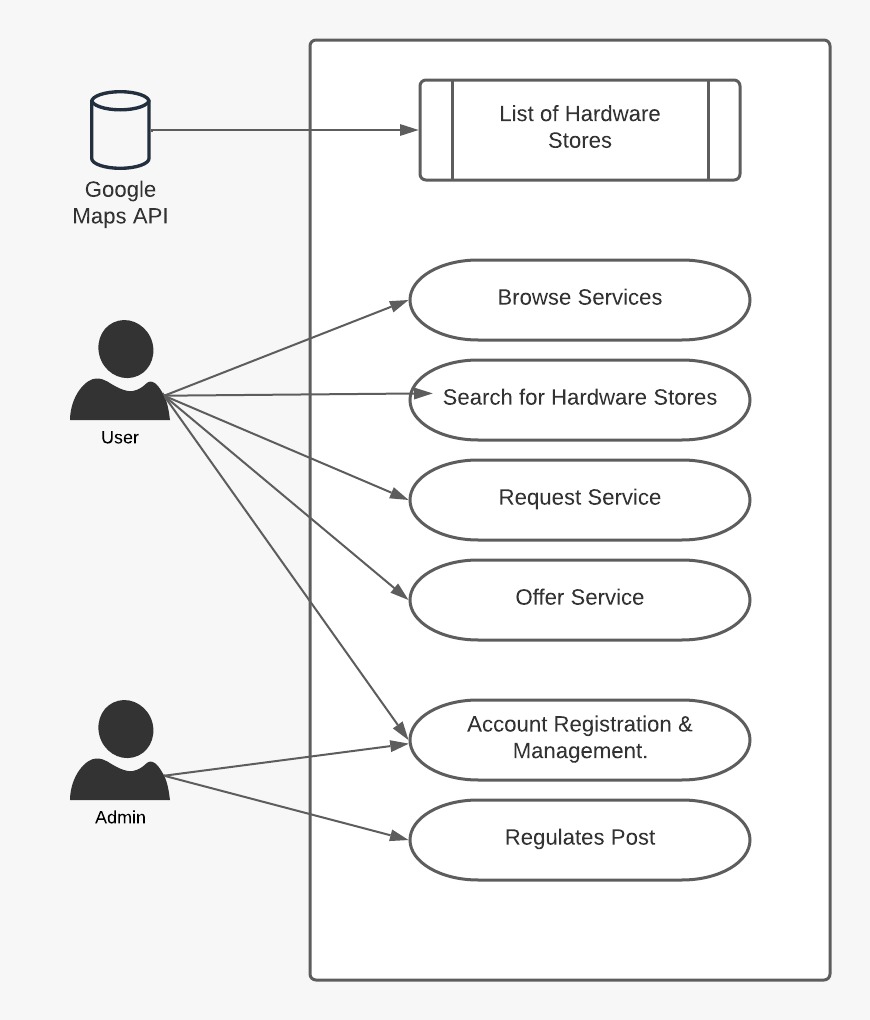 List of Hardware
Stores
Google
Maps API
Browse Services
Search for Hardware Stores
User
Request Service
Offer Service
Account Registration &
Management.
Admin
Regulates Post